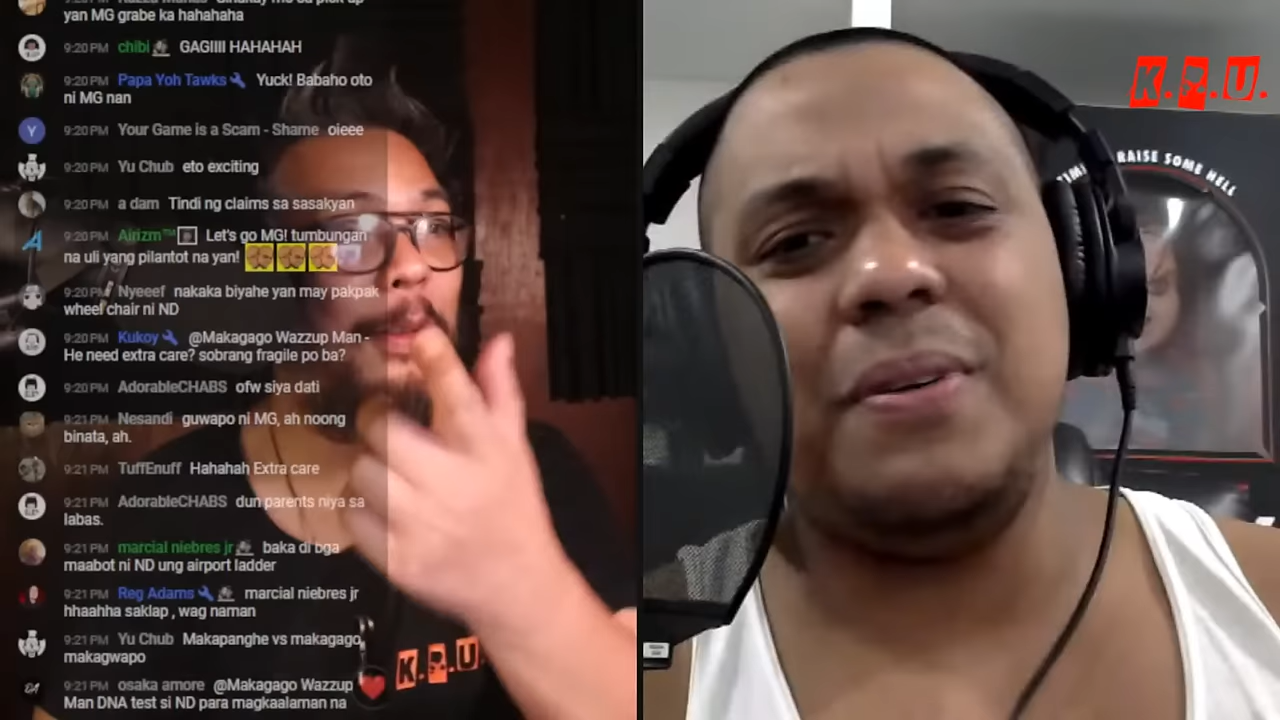 yan MG grabe ka hahahaha
9:20 PM chibi GAGIIII HAHAHAH
9:20 PM Papa Yoh Tawks Yuck! Babaho oto
ni MG nan
Y 9:20 PM Your Game is a Scam - Shame oieee
9:20 PM Yu Chub eto exciting
9:20 PM a dam Tindi ng claims sa sasakyan
9:20 PM Airizm™ Let's go MG! tumbungan
na uli yang pilantot na yan!
9:20 PM Nyeeef nakaka biyahe yan may pakpak
wheel chair ni ND
9:20 PM Kukoy @Makagago Wazzup Man -
He need extra care? sobrang fragile po ba?
9:20 PM AdorableCHABS ofw siya dati
9:21 PM Nesandi guwapo ni MG, ah noong
binata, ah.
9:21 PM TuffEnuff Hahahah Extra care
9:21 PM AdorableCHABS dun parents niya sa
labas.
9:21 PM marcial niebres jr baka di bga
maabot ni ND ung airport ladder
9:21 PM Reg Adams marcial niebres jr
hhaahha saklap , wag naman
9:21 PM Yu Chub Makapanghe vs makagago,
makagwapo
9:21 PM osaka amore @Makagago Wazzup
Man DNA test si ND para magkaalaman na
K.P.U.
K.P.U.
RAISE SOME HELL